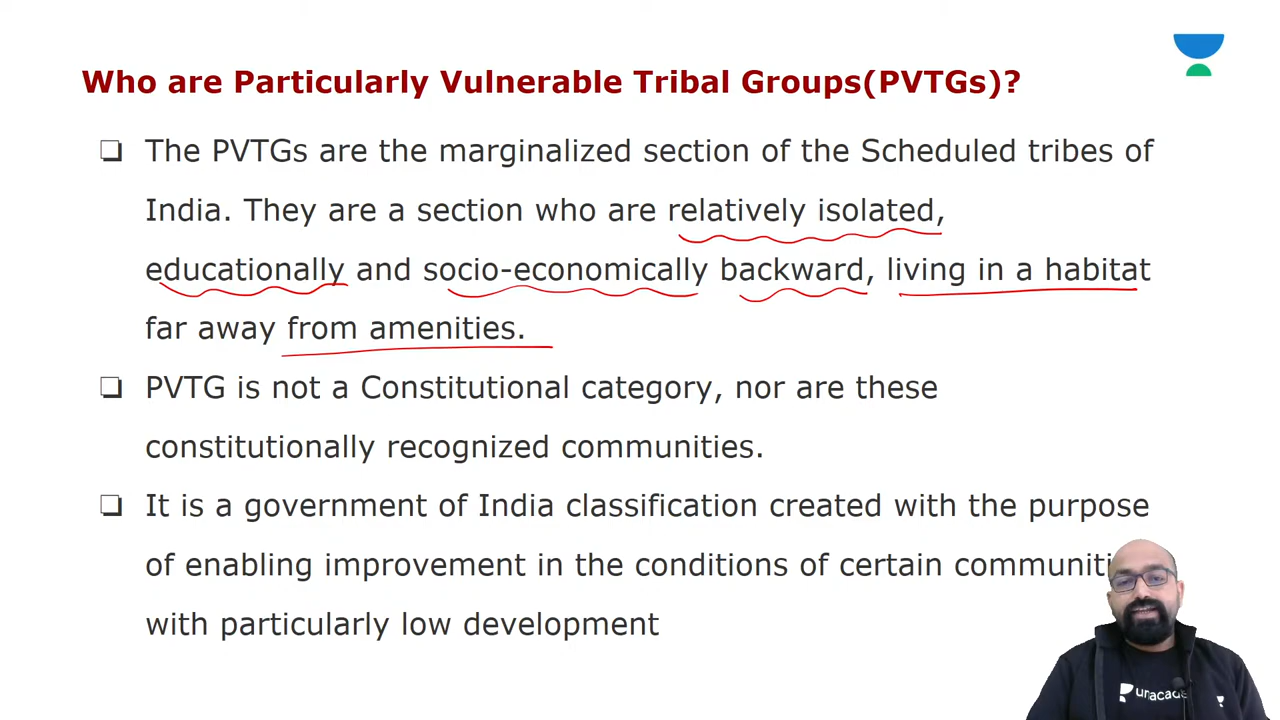 Who are Particularly Vulnerable Tribal Groups(PVTGs)?
The PVTGs are the marginalized section of the Scheduled tribes of
India. They are a section who are relatively isolated,
educationally and socio-economically backward, living in a habitat
far away from amenities.
PVTG is not a Constitutional category, nor are these
constitutionally recognized communities.
It is a government of India classification created with the purpose
of enabling improvement in the conditions of certain
with particularly low development